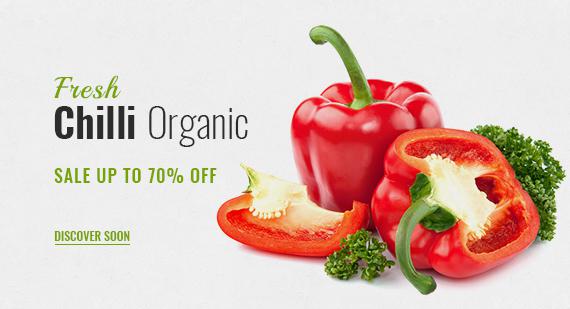 Fresh
Chilli Organic
SALE UP TO 70% OFF
DISCOVER SOON